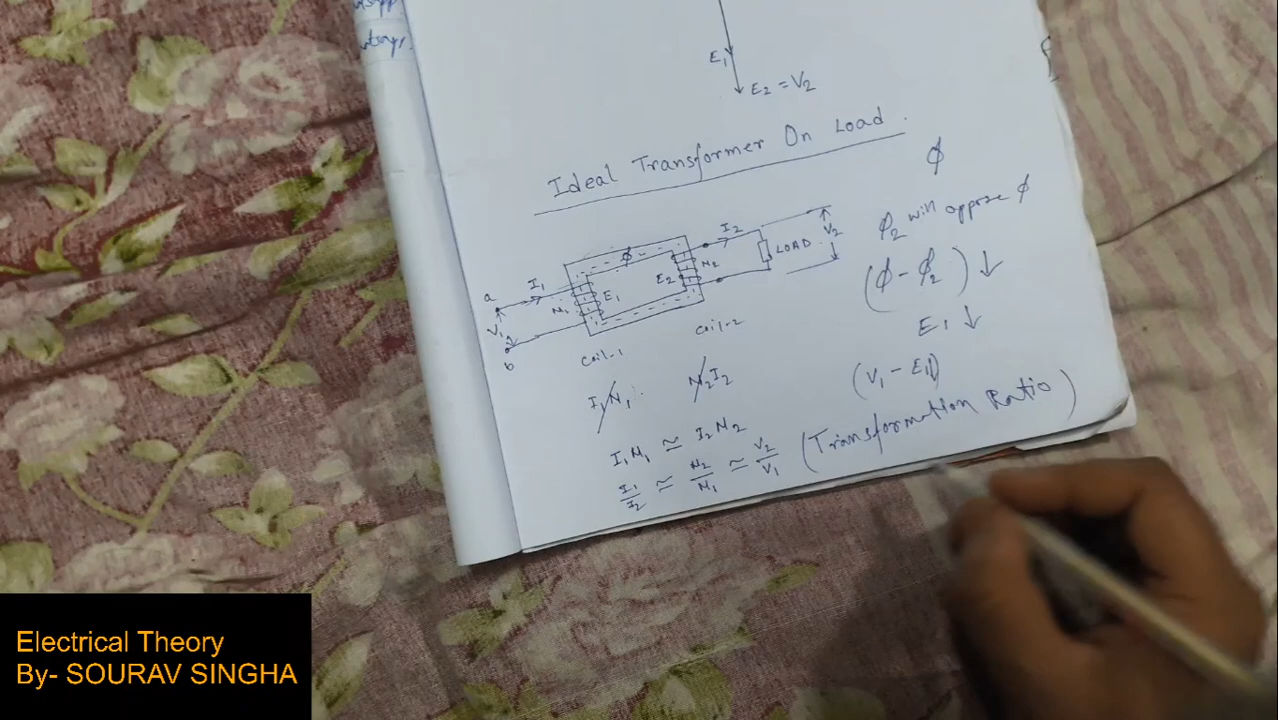 E1
E2 = V2
Ideal Transformer On Load.
ϕ
ϕ2 will oppose ϕ
(ϕ - ϕ2) ↓
E1 ↓
(V1 - E1)
a
I1
V1
b
N1
E1
ϕ
E2
N2
I2
LOAD
V2
Coil-1
Coil-2
I1N1
N2I2
I1N1 ≅ I2N2
I1/I2 ≅ N2/N1 ≅ V2/V1 (Transformation Ratio)
Electrical Theory
By- SOURAV SINGHA